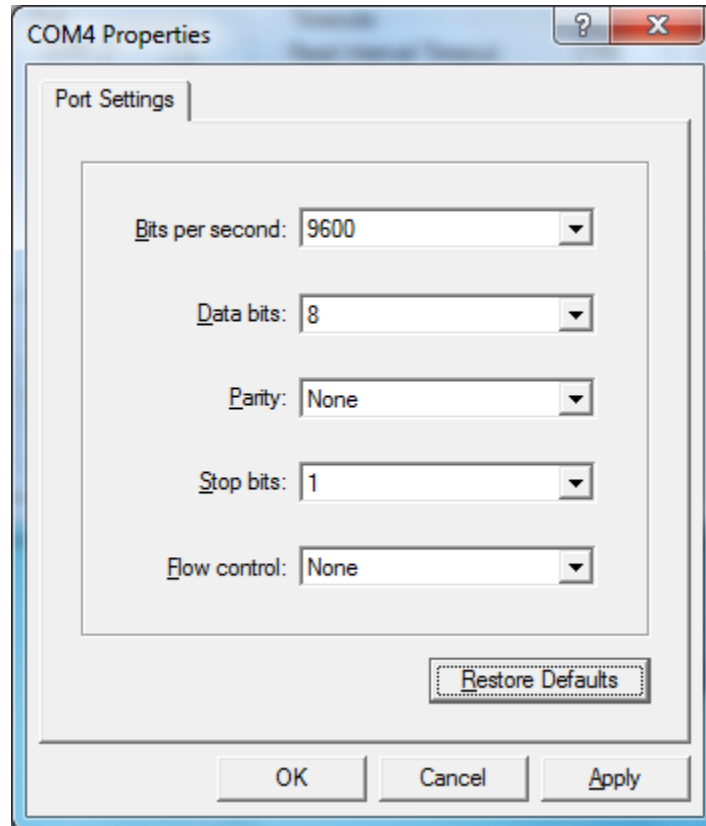 COM4 Properties
Port Settings
Bits per second: 9600
Data bits: 8
Parity: None
Stop bits: 1
Flow control: None
Restore Defaults
OK Cancel Apply